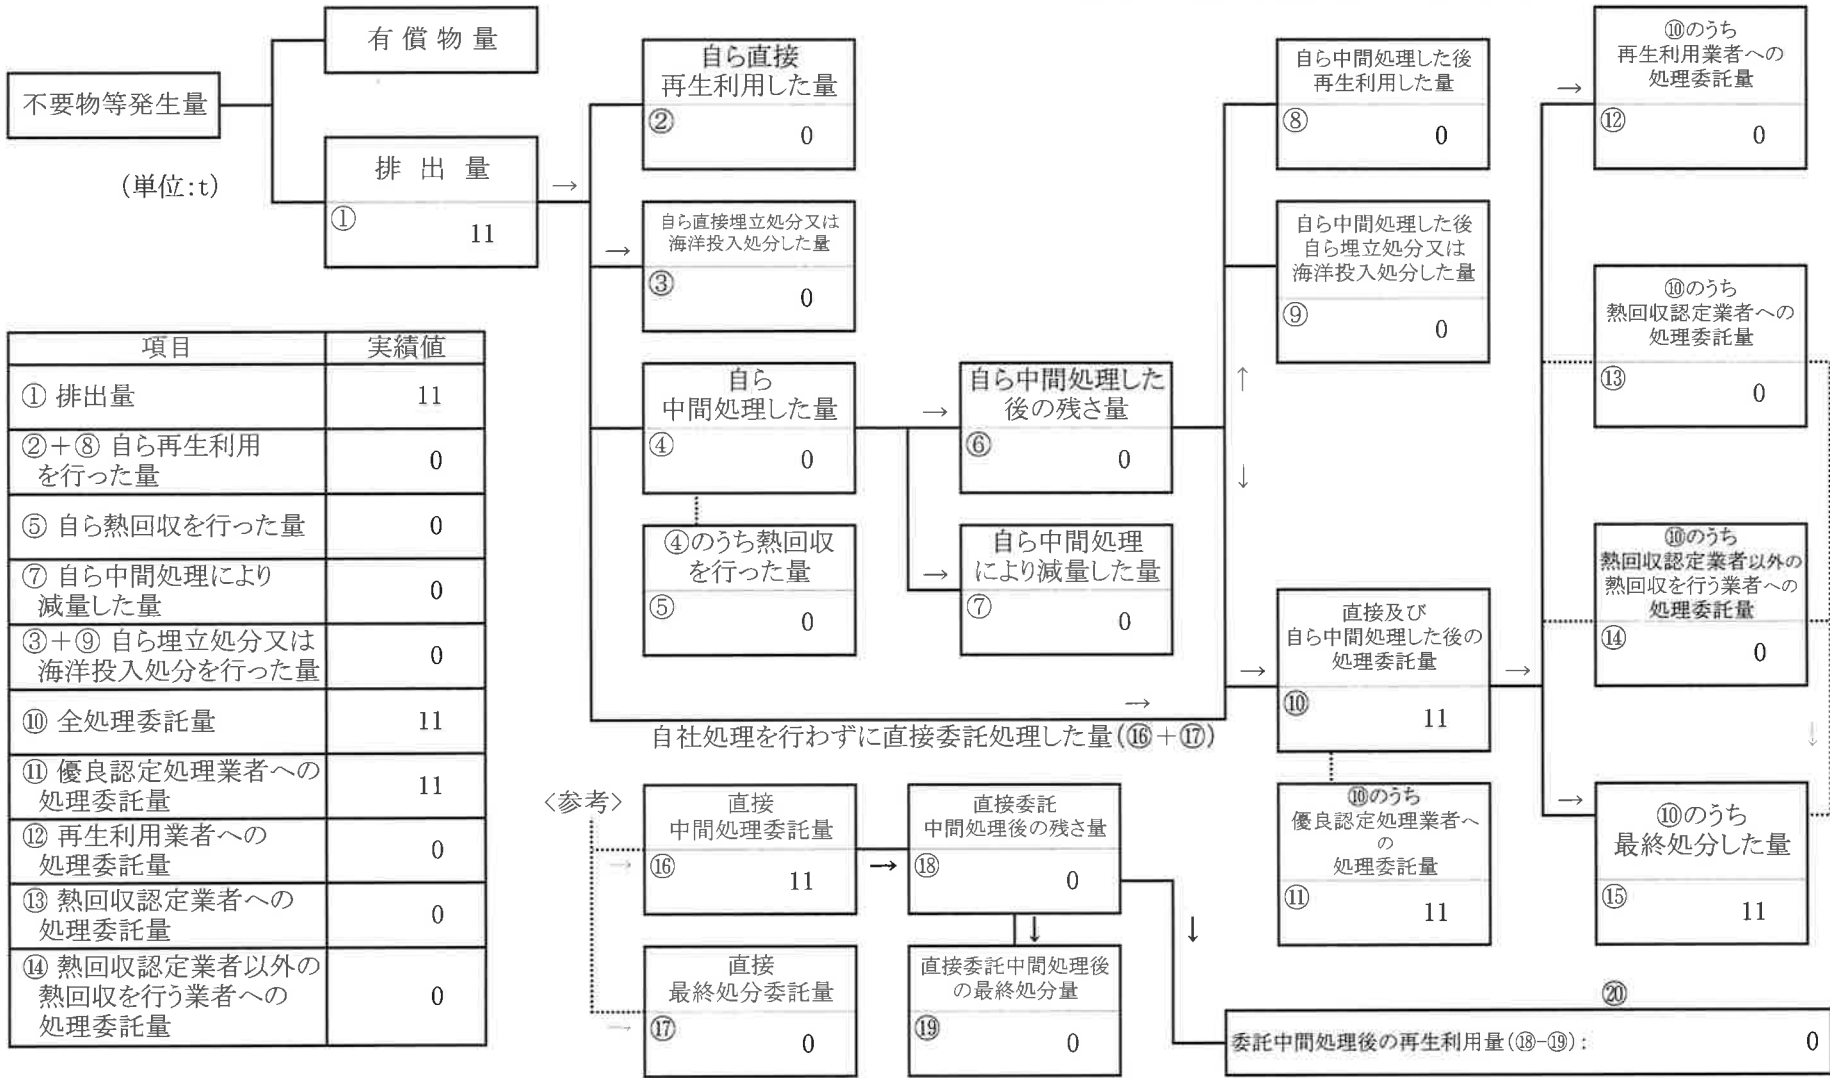 不要物等発生量
(単位:t)
有償物量
排出量
①
11
→
自ら直接
再生利用した量
②
0
→
自ら直接埋立処分又は
海洋投入処分した量
③
0
自ら
中間処理した量
④
0
④のうち熱回収
を行った量
⑤
0
→
自ら中間処理した
後の残さ量
⑥
0
→
自ら中間処理
により減量した量
⑦
0
↑
↓
自ら中間処理した後
再生利用した量
⑧
0
自ら中間処理した後
自ら埋立処分又は
海洋投入処分した量
⑨
0
→
自社処理を行わずに直接委託処理した量(⑯+⑰)
→
直接及び
自ら中間処理した後の
処理委託量
⑩
11
⑩のうち
優良認定処理業者へ
の
処理委託量
⑪
11
→
→
⑩のうち
再生利用業者への
処理委託量
⑫
0
⑩のうち
熱回収認定業者への
処理委託量
⑬
0
⑩のうち
熱回収認定業者以外の
熱回収を行う業者への
処理委託量
⑭
0
↓
→
⑩のうち
最終処分した量
⑮
11
項目 実績値
① 排出量 11
②+⑧ 自ら再生利用
を行った量 0
⑤ 自ら熱回収を行った量 0
⑦ 自ら中間処理により
減量した量 0
③+⑨ 自ら埋立処分又は
海洋投入処分を行った量 0
⑩ 全処理委託量 11
⑪ 優良認定処理業者への
処理委託量 11
⑫ 再生利用業者への
処理委託量 0
⑬ 熱回収認定業者への
処理委託量 0
⑭ 熱回収認定業者以外の
熱回収を行う業者への
処理委託量 0
〈参考〉
→
直接
中間処理委託量
⑯
11
→
直接委託
中間処理後の残さ量
⑱
0
→
直接
最終処分委託量
⑰
0
↓
直接委託中間処理後
の最終処分量
⑲
0
↓
⑳
委託中間処理後の再生利用量(⑱-⑲): 0